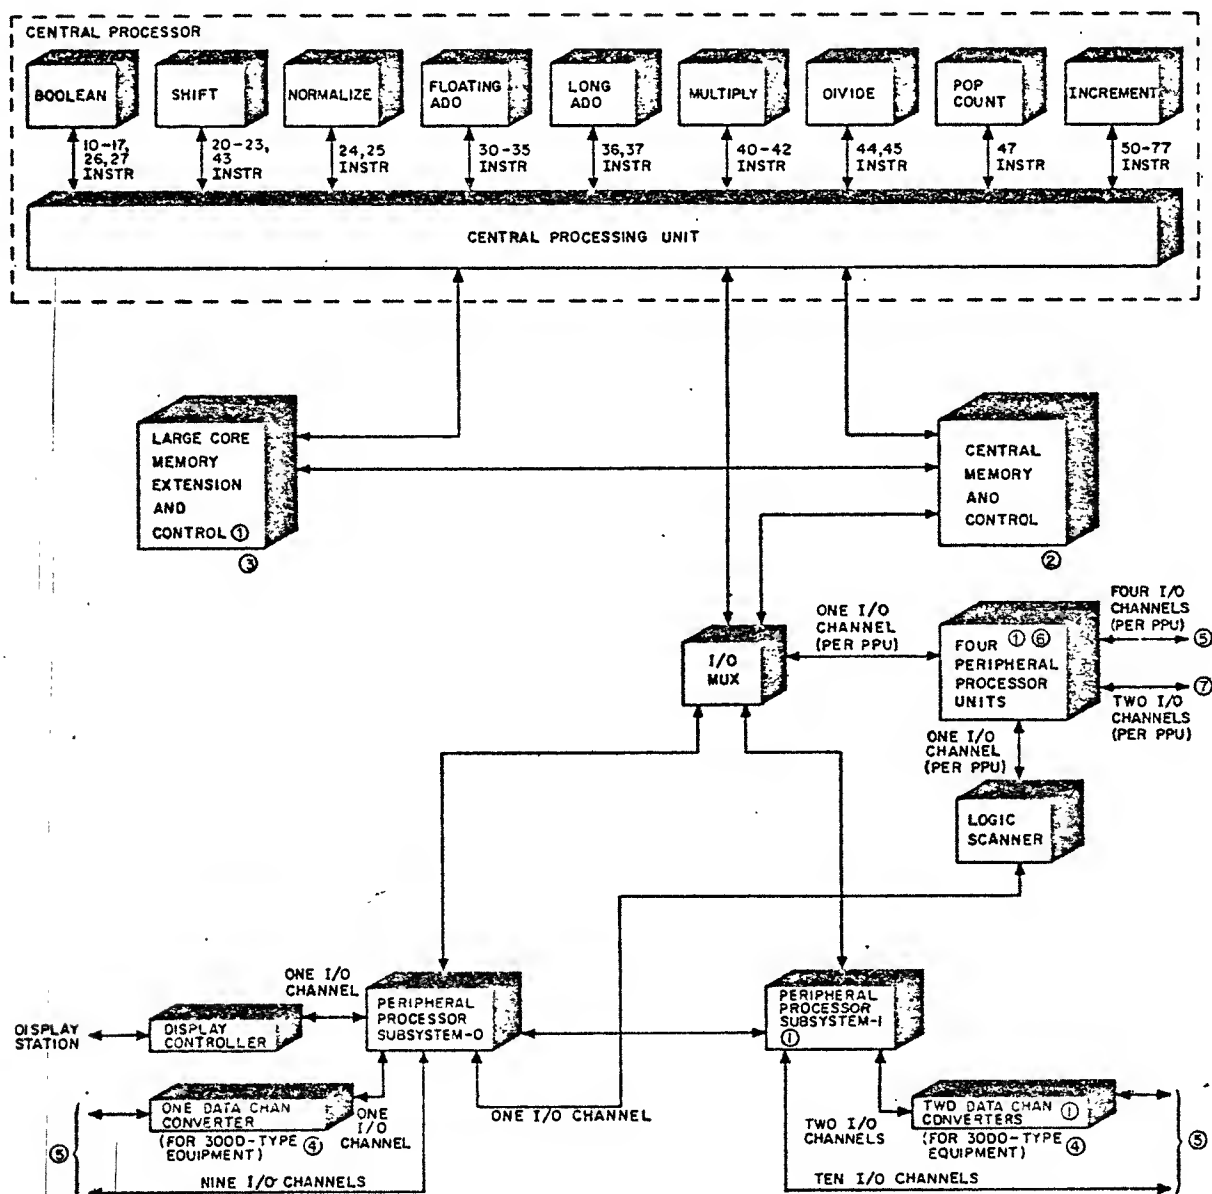 CENTRAL PROCESSOR
BOOLEAN
SHIFT
NORMALIZE
FLOATING
ADO
LONG
ADO
MULTIPLY
OIVIDE
POP
COUNT
INCREMENT
10-17,
26,27
INSTR
20-23,
43
INSTR
24,25
INSTR
30-35
INSTR
36,37
INSTR
40-42
INSTR
44,45
INSTR
47
INSTR
50-77
INSTR
CENTRAL PROCESSING UNIT
LARGE CORE
MEMORY
EXTENSION
AND
CONTROL ①
③
CENTRAL
MEMORY
ANO
CONTROL
②
I/O
MUX
ONE I/O
CHANNEL
(PER PPU)
FOUR ① ⑥
PERIPHERAL
PROCESSOR
UNITS
FOUR I/O
CHANNELS
(PER PPU)
⑤
⑦
TWO I/O
CHANNELS
(PER PPU)
ONE I/O
CHANNEL
(PER PPU)
LOGIC
SCANNER
ONE I/O
CHANNEL
DISPLAY
STATION
DISPLAY
CONTROLLER
PERIPHERAL
PROCESSOR
SUBSYSTEM-O
PERIPHERAL
PROCESSOR
SUBSYSTEM-I
①
ONE DATA CHAN
CONVERTER
(FOR 3000-TYPE ④
EQUIPMENT)
ONE
I/O
CHANNEL
ONE I/O CHANNEL
TWO I/O
CHANNELS
TWO DATA CHAN ①
CONVERTERS
(FOR 3000-TYPE ④
EQUIPMENT)
⑤
⑤
NINE I/O CHANNELS
TEN I/O CHANNELS